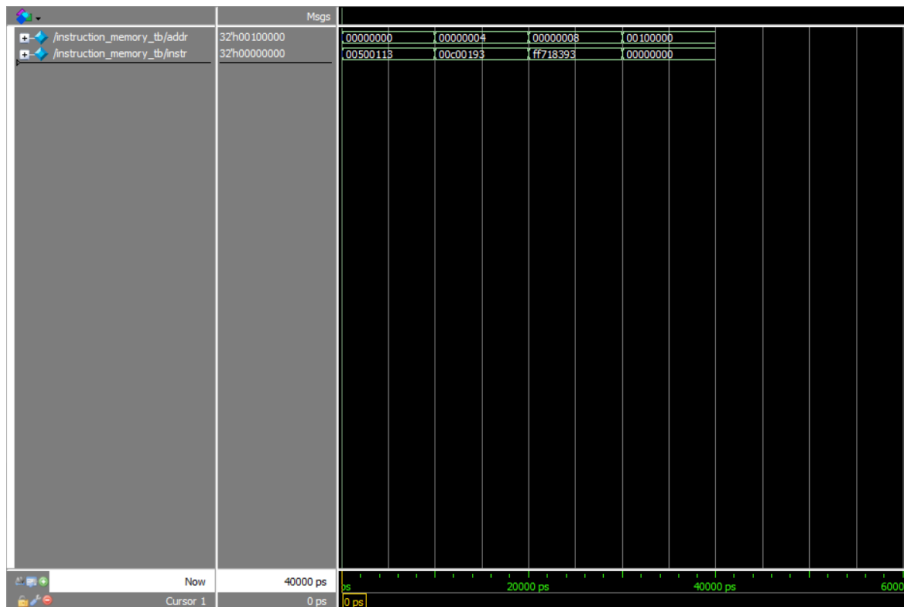 Msgs
/instruction_memory_tb/addr 32'h00100000 00000000 00000004 00000008 00100000
/instruction_memory_tb/instr 32'h00000000 00500113 00c00193 ff718393 00000000
Now 40000 ps ps 20000 ps 40000 ps 6000
Cursor 1 0 ps 0 ps